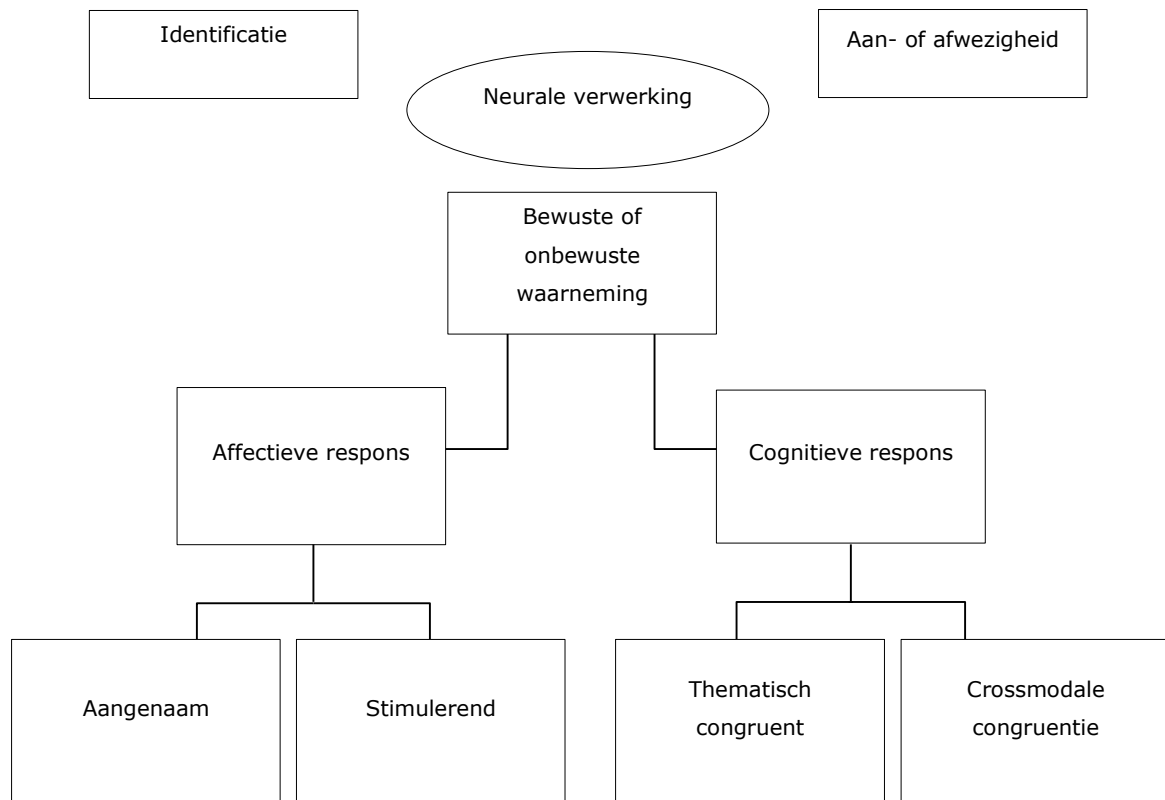 Identificatie
Aan- of afwezigheid
Neurale verwerking
Bewuste of
onbewuste
waarneming
Affectieve respons
Cognitieve respons
Aangenaam
Stimulerend
Thematisch
congruent
Crossmodale
congruentie